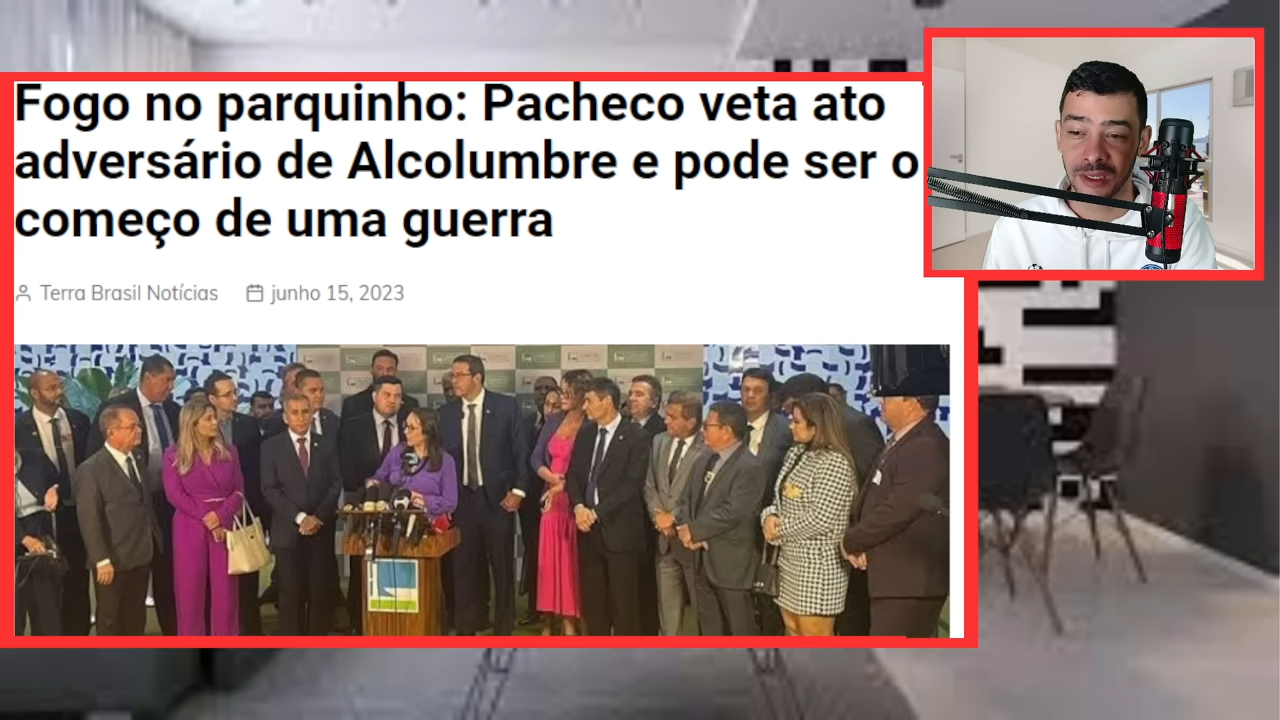 Fogo no parquinho: Pacheco veta ato
adversário de Alcolumbre e pode ser o
começo de uma guerra
Terra Brasil Notícias junho 15, 2023